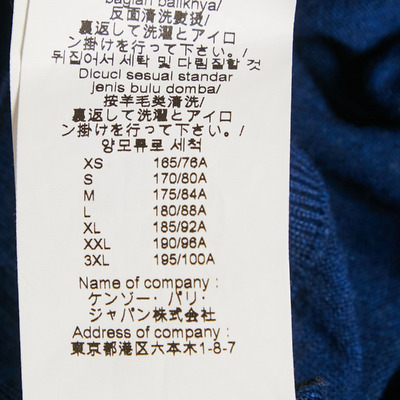 bagian baliknya/
反面清洗熨烫/
裏返して洗濯とアイロ
ン掛けを行って下さい。/
뒤집어서 세탁 및 다림질할 것
Dicuci sesuai standar
jenis bulu domba/
按羊毛类清洗/
裏返して洗濯とアイロ
ン掛けを行って下さい。/
양모류로 세척
XS 165/76A
S 170/80A
M 175/84A
L 180/88A
XL 185/92A
XXL 190/96A
3XL 195/100A
Name of company :
ケンゾー・パリ・
ジャパン株式会社
Address of company :
東京都港区六本木1-8-7